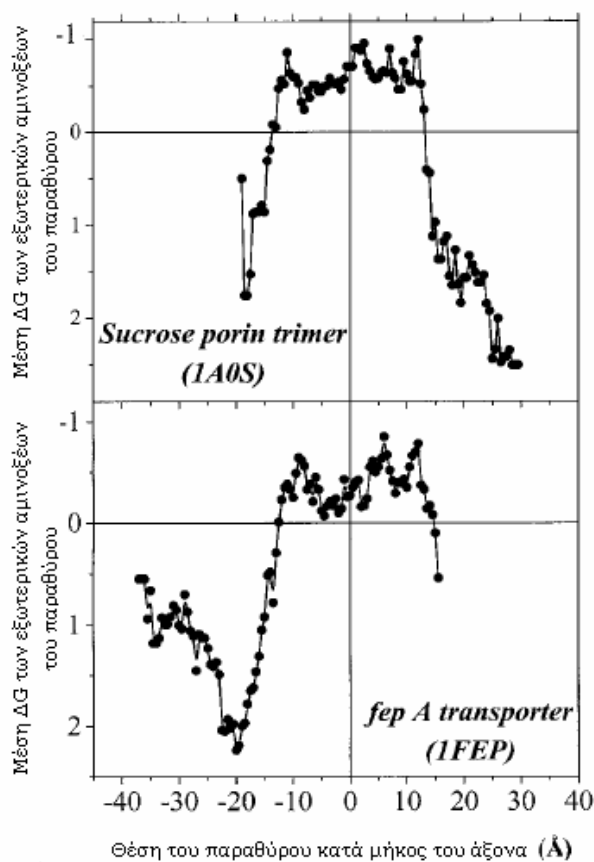 -1
0
1
2
Μέση ΔG των εξωτερικών αμινοξέων
του παραθύρου
Sucrose porin trimer
(1A0S)
-1
0
1
2
Μέση ΔG των εξωτερικών αμινοξέων
του παραθύρου
fep A transporter
(1FEP)
-40 -30 -20 -10 0 10 20 30 40
Θέση του παραθύρου κατά μήκος του άξονα (Å)